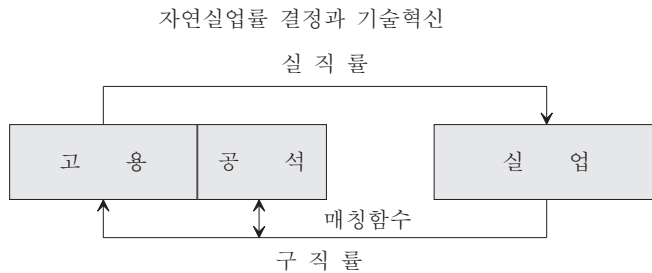 자연실업률 결정과 기술혁신
실 직 률
고 용 공 석 실 업
매칭함수
구 직 률